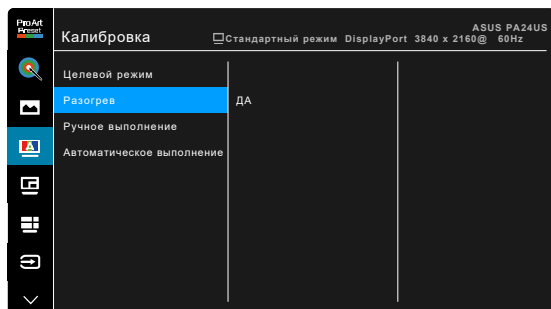 ProArt
Preset
Калибровка
ASUS PA24US
Стандартный режим DisplayPort 3840 x 2160@ 60Hz
Целевой режим
Разогрев ДА
Ручное выполнение
Автоматическое выполнение
A